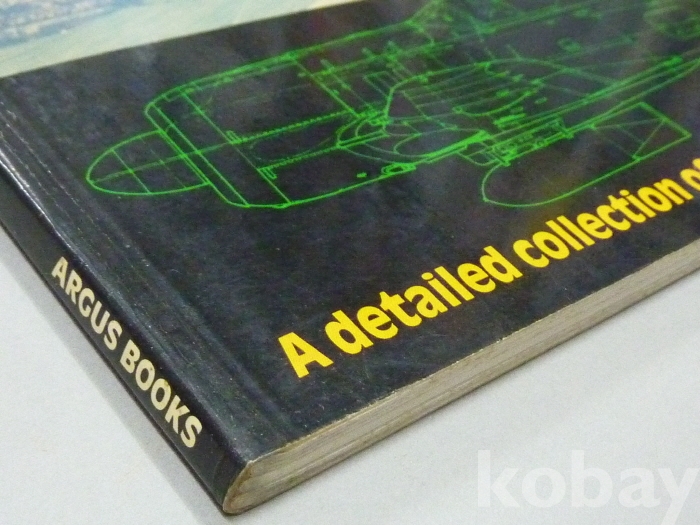 A detailed collection o
ARGUS BOOKS
kobay